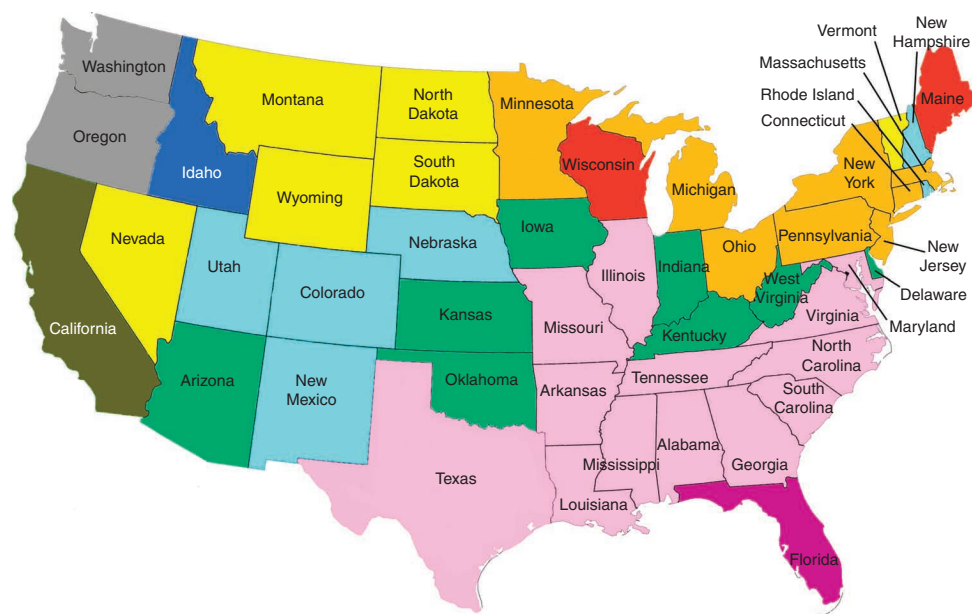 Washington
Oregon
California
Nevada
Idaho
Montana
Wyoming
Utah
Colorado
Arizona
New
Mexico
North
Dakota
South
Dakota
Nebraska
Kansas
Oklahoma
Texas
Minnesota
Iowa
Missouri
Arkansas
Louisiana
Wisconsin
Illinois
Mississippi
Michigan
Indiana
Ohio
Kentucky
Tennessee
Alabama
Georgia
Florida
South
Carolina
North
Carolina
Virginia
West
Virginia
Pennsylvania
New
York
Vermont
New
Hampshire
Massachusetts
Rhode Island
Connecticut
Maine
New
Jersey
Delaware
Maryland